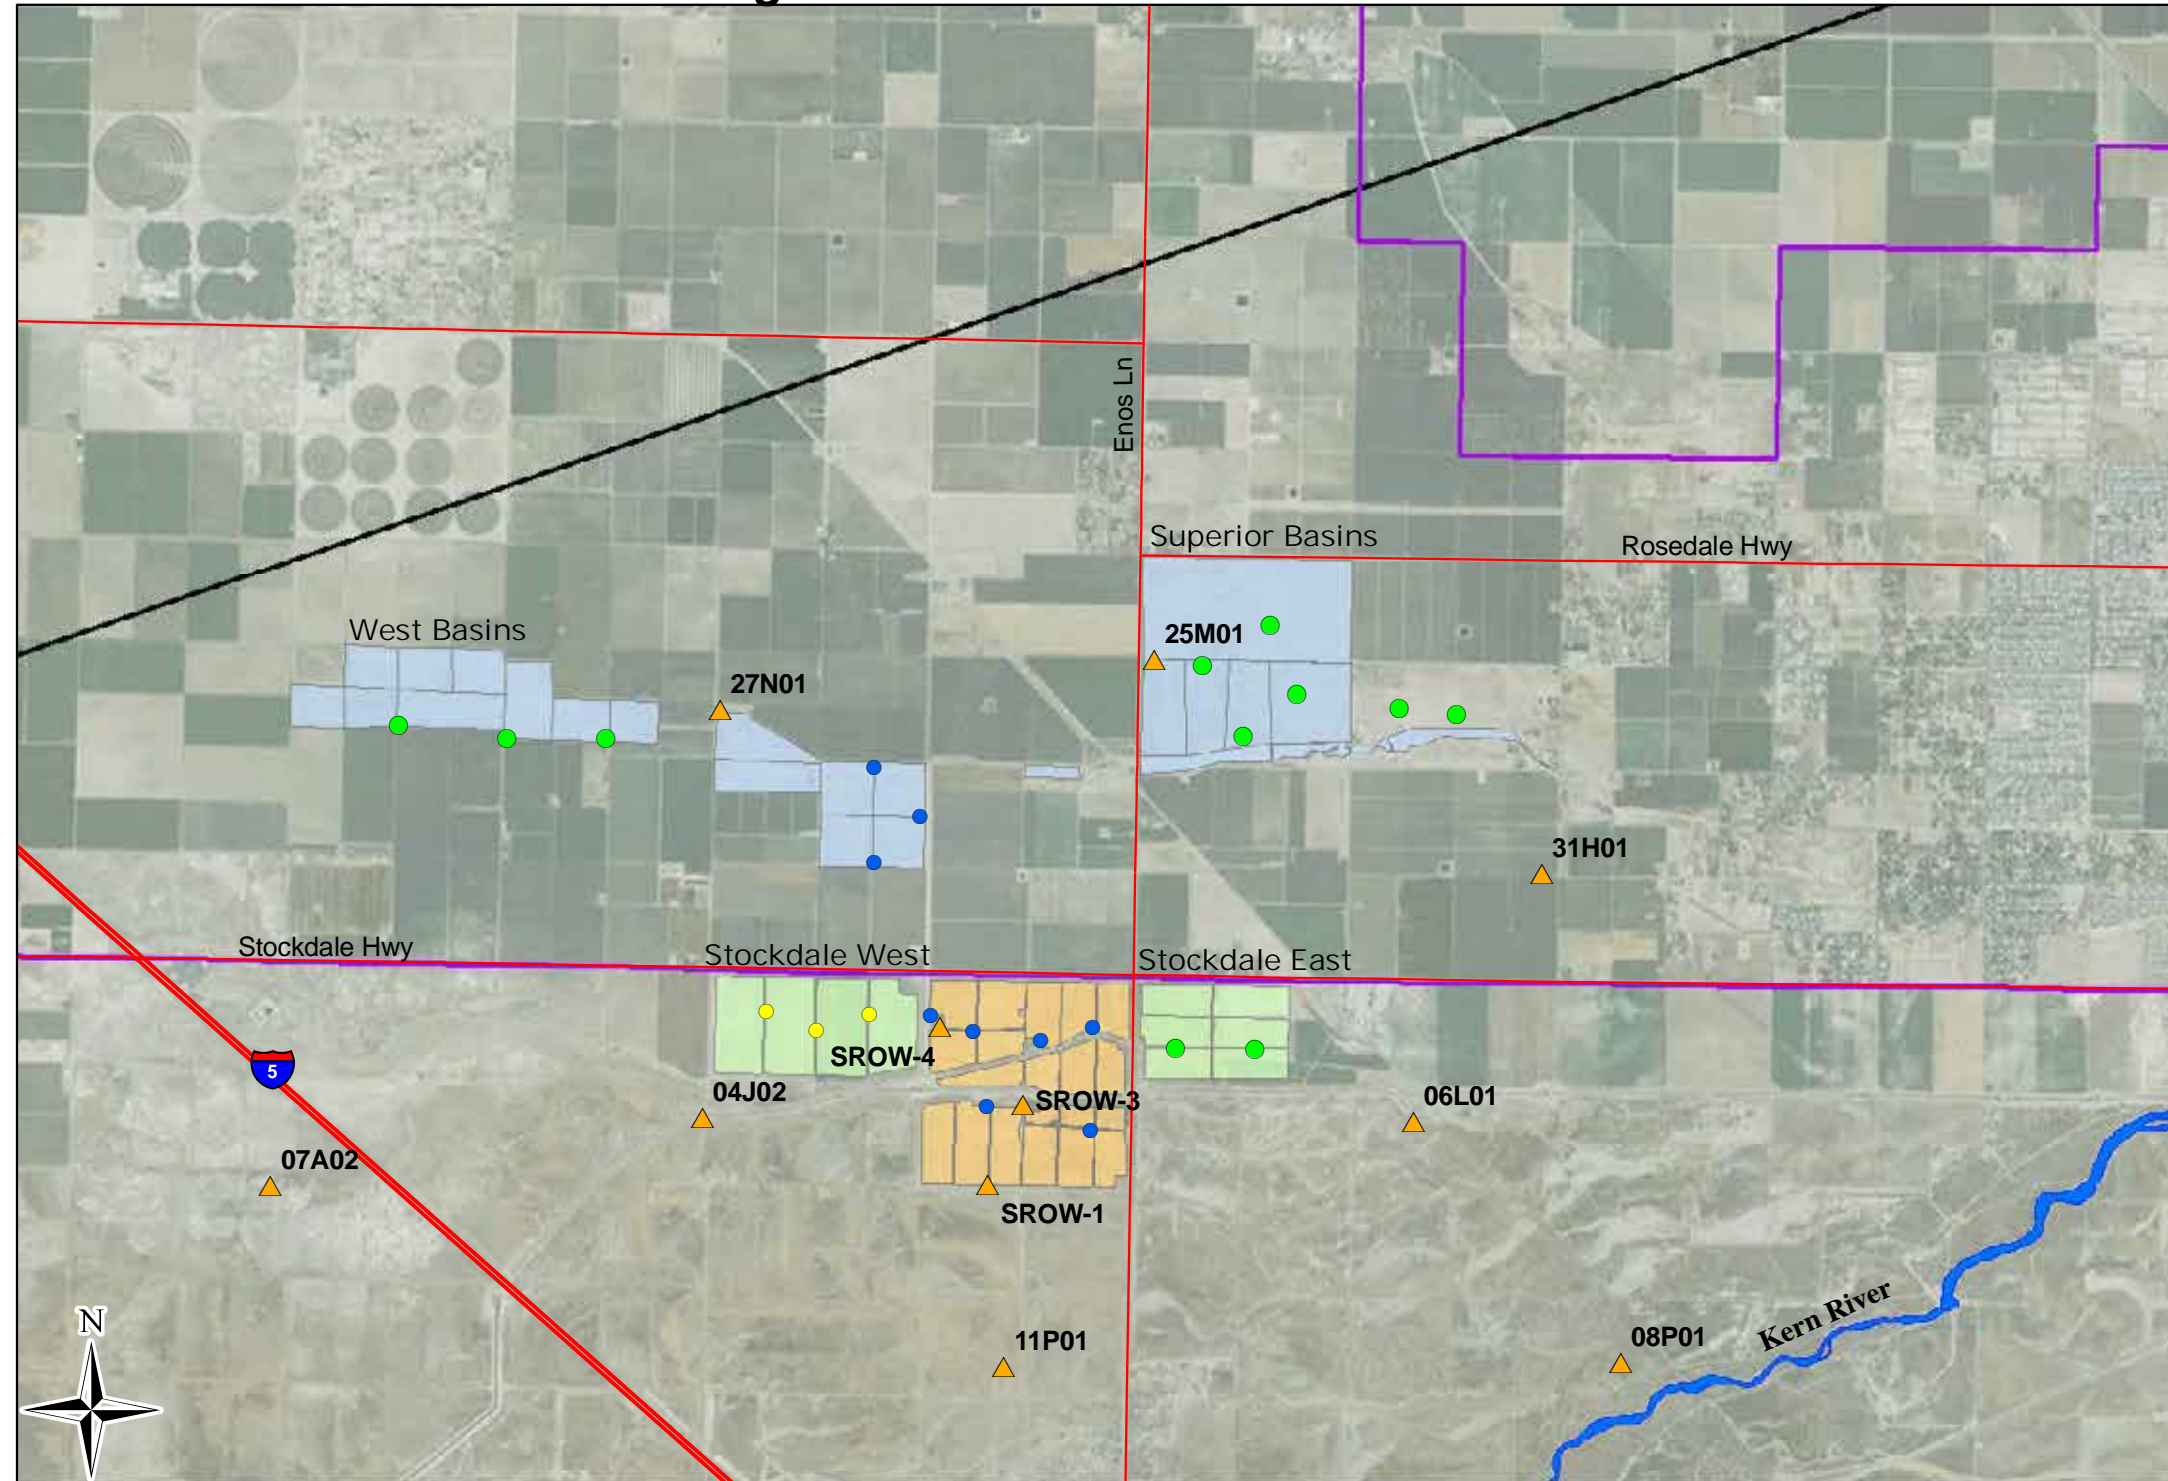 Enos Ln
Superior Basins
Rosedale Hwy
West Basins
25M01
27N01
31H01
Stockdale Hwy
Stockdale West
Stockdale East
SROW-4
5
04J02
SROW-3
06L01
07A02
SROW-1
Kern River
N
11P01
08P01